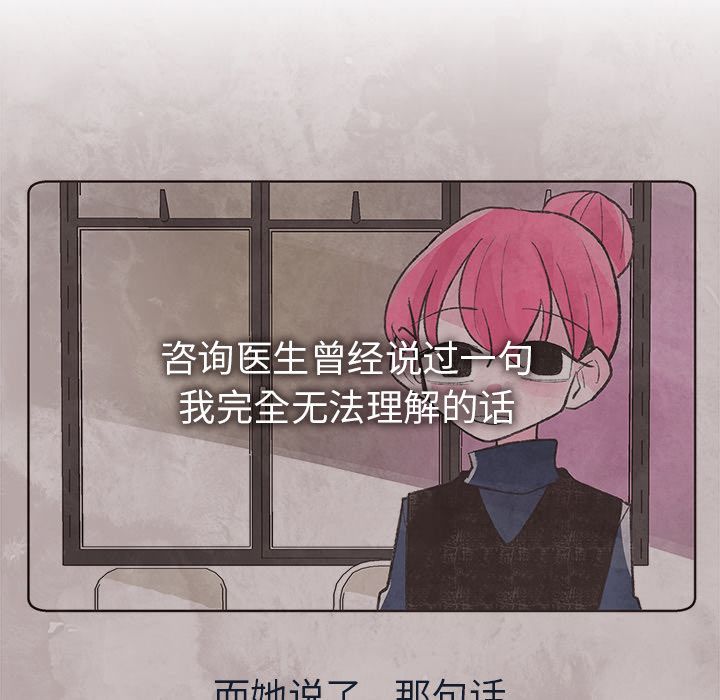 咨询医生曾经说过一句
我完全无法理解的话
而她说了 那句话